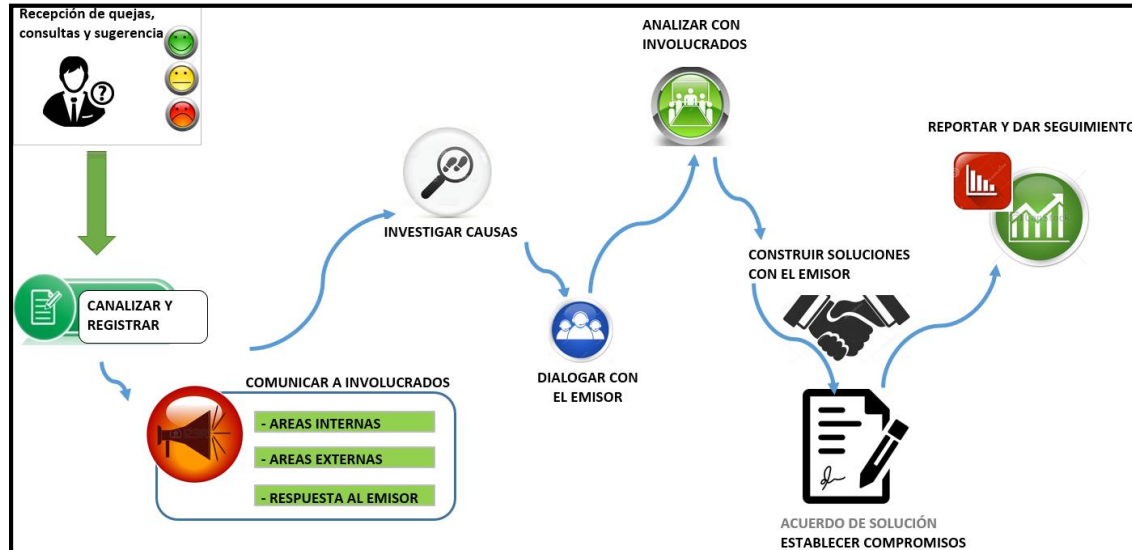 Recepción de quejas,
consultas y sugerencia
CANALIZAR Y
REGISTRAR
COMUNICAR A INVOLUCRADOS
- AREAS INTERNAS
- AREAS EXTERNAS
- RESPUESTA AL EMISOR
INVESTIGAR CAUSAS
DIALOGAR CON
EL EMISOR
ANALIZAR CON
INVOLUCRADOS
CONSTRUIR SOLUCIONES
CON EL EMISOR
ACUERDO DE SOLUCIÓN
ESTABLECER COMPROMISOS
REPORTAR Y DAR SEGUIMIENTO